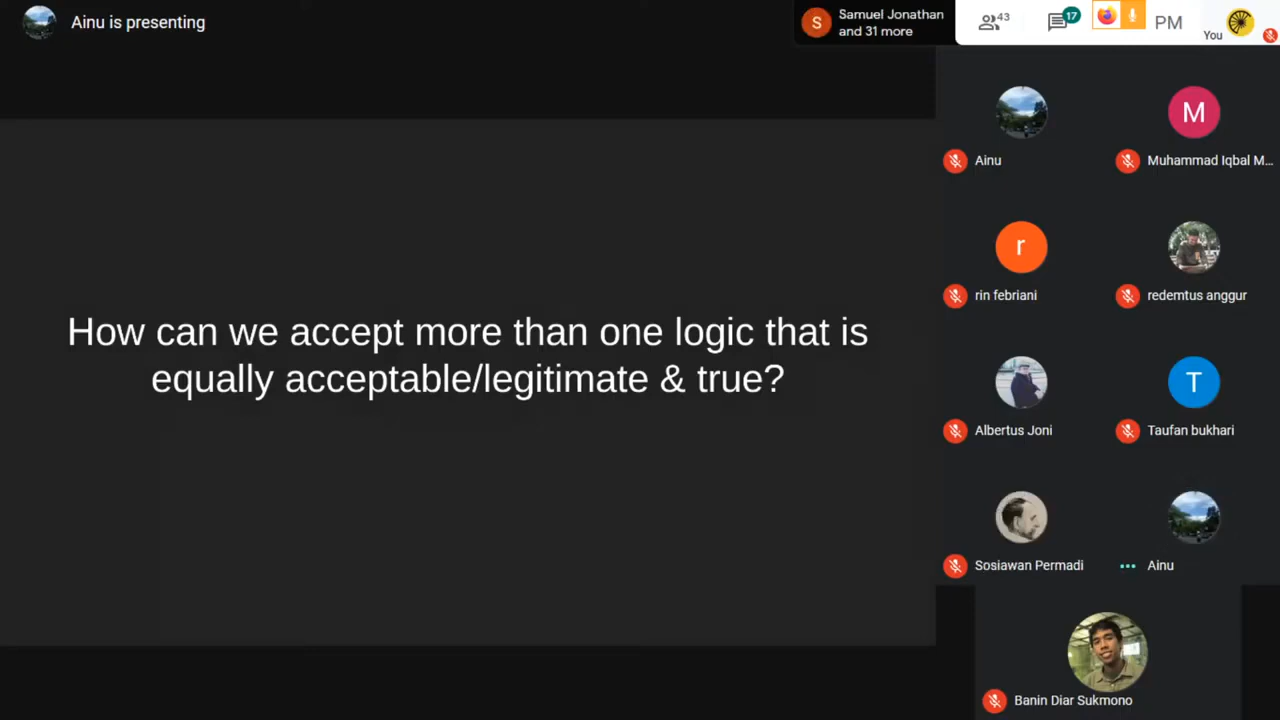 Ainu is presenting
S
Samuel Jonathan
and 31 more
43
17
PM
You
How can we accept more than one logic that is
equally acceptable/legitimate & true?
Ainu
M
Muhammad Iqbal M...
r
rin febriani
redemtus anggur
Albertus Joni
T
Taufan bukhari
Sosiawan Permadi
Ainu
Banin Diar Sukmono